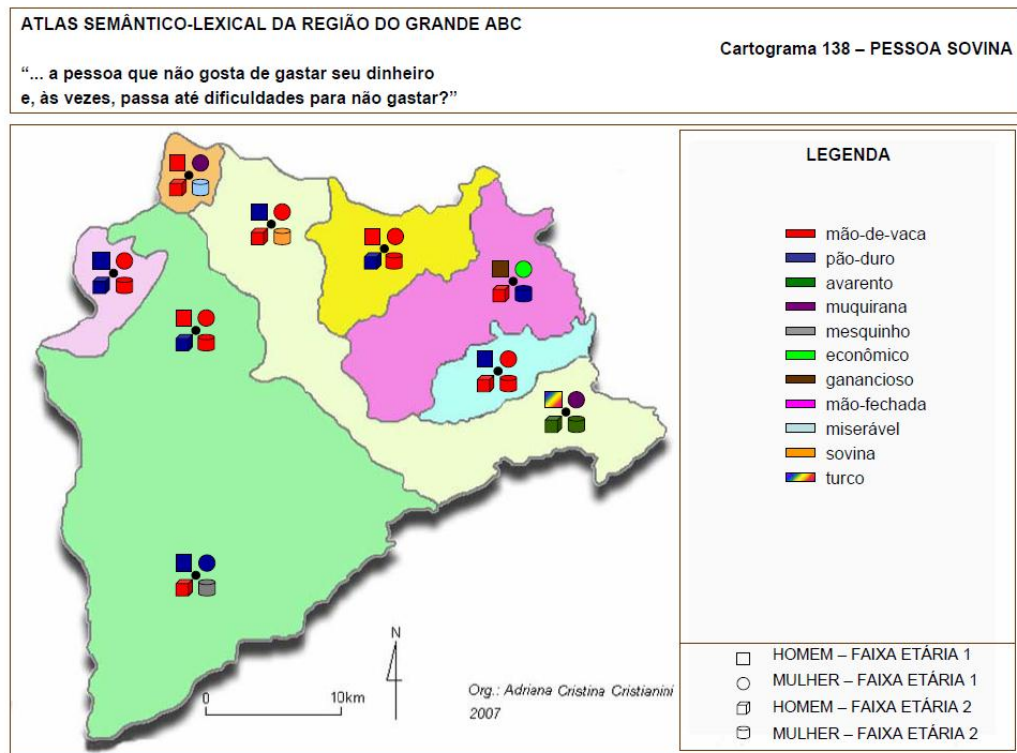 ATLAS SEMÂNTICO-LEXICAL DA REGIÃO DO GRANDE ABC
Cartograma 138 – PESSOA SOVINA
“... a pessoa que não gosta de gastar seu dinheiro
e, às vezes, passa até dificuldades para não gastar?”
LEGENDA
mão-de-vaca
pão-duro
avarento
muquirana
mesquinho
econômico
ganancioso
mão-fechada
miserável
sovina
turco
N
0 10km
Org.: Adriana Cristina Cristianini
2007
HOMEM – FAIXA ETÁRIA 1
MULHER – FAIXA ETÁRIA 1
HOMEM – FAIXA ETÁRIA 2
MULHER – FAIXA ETÁRIA 2